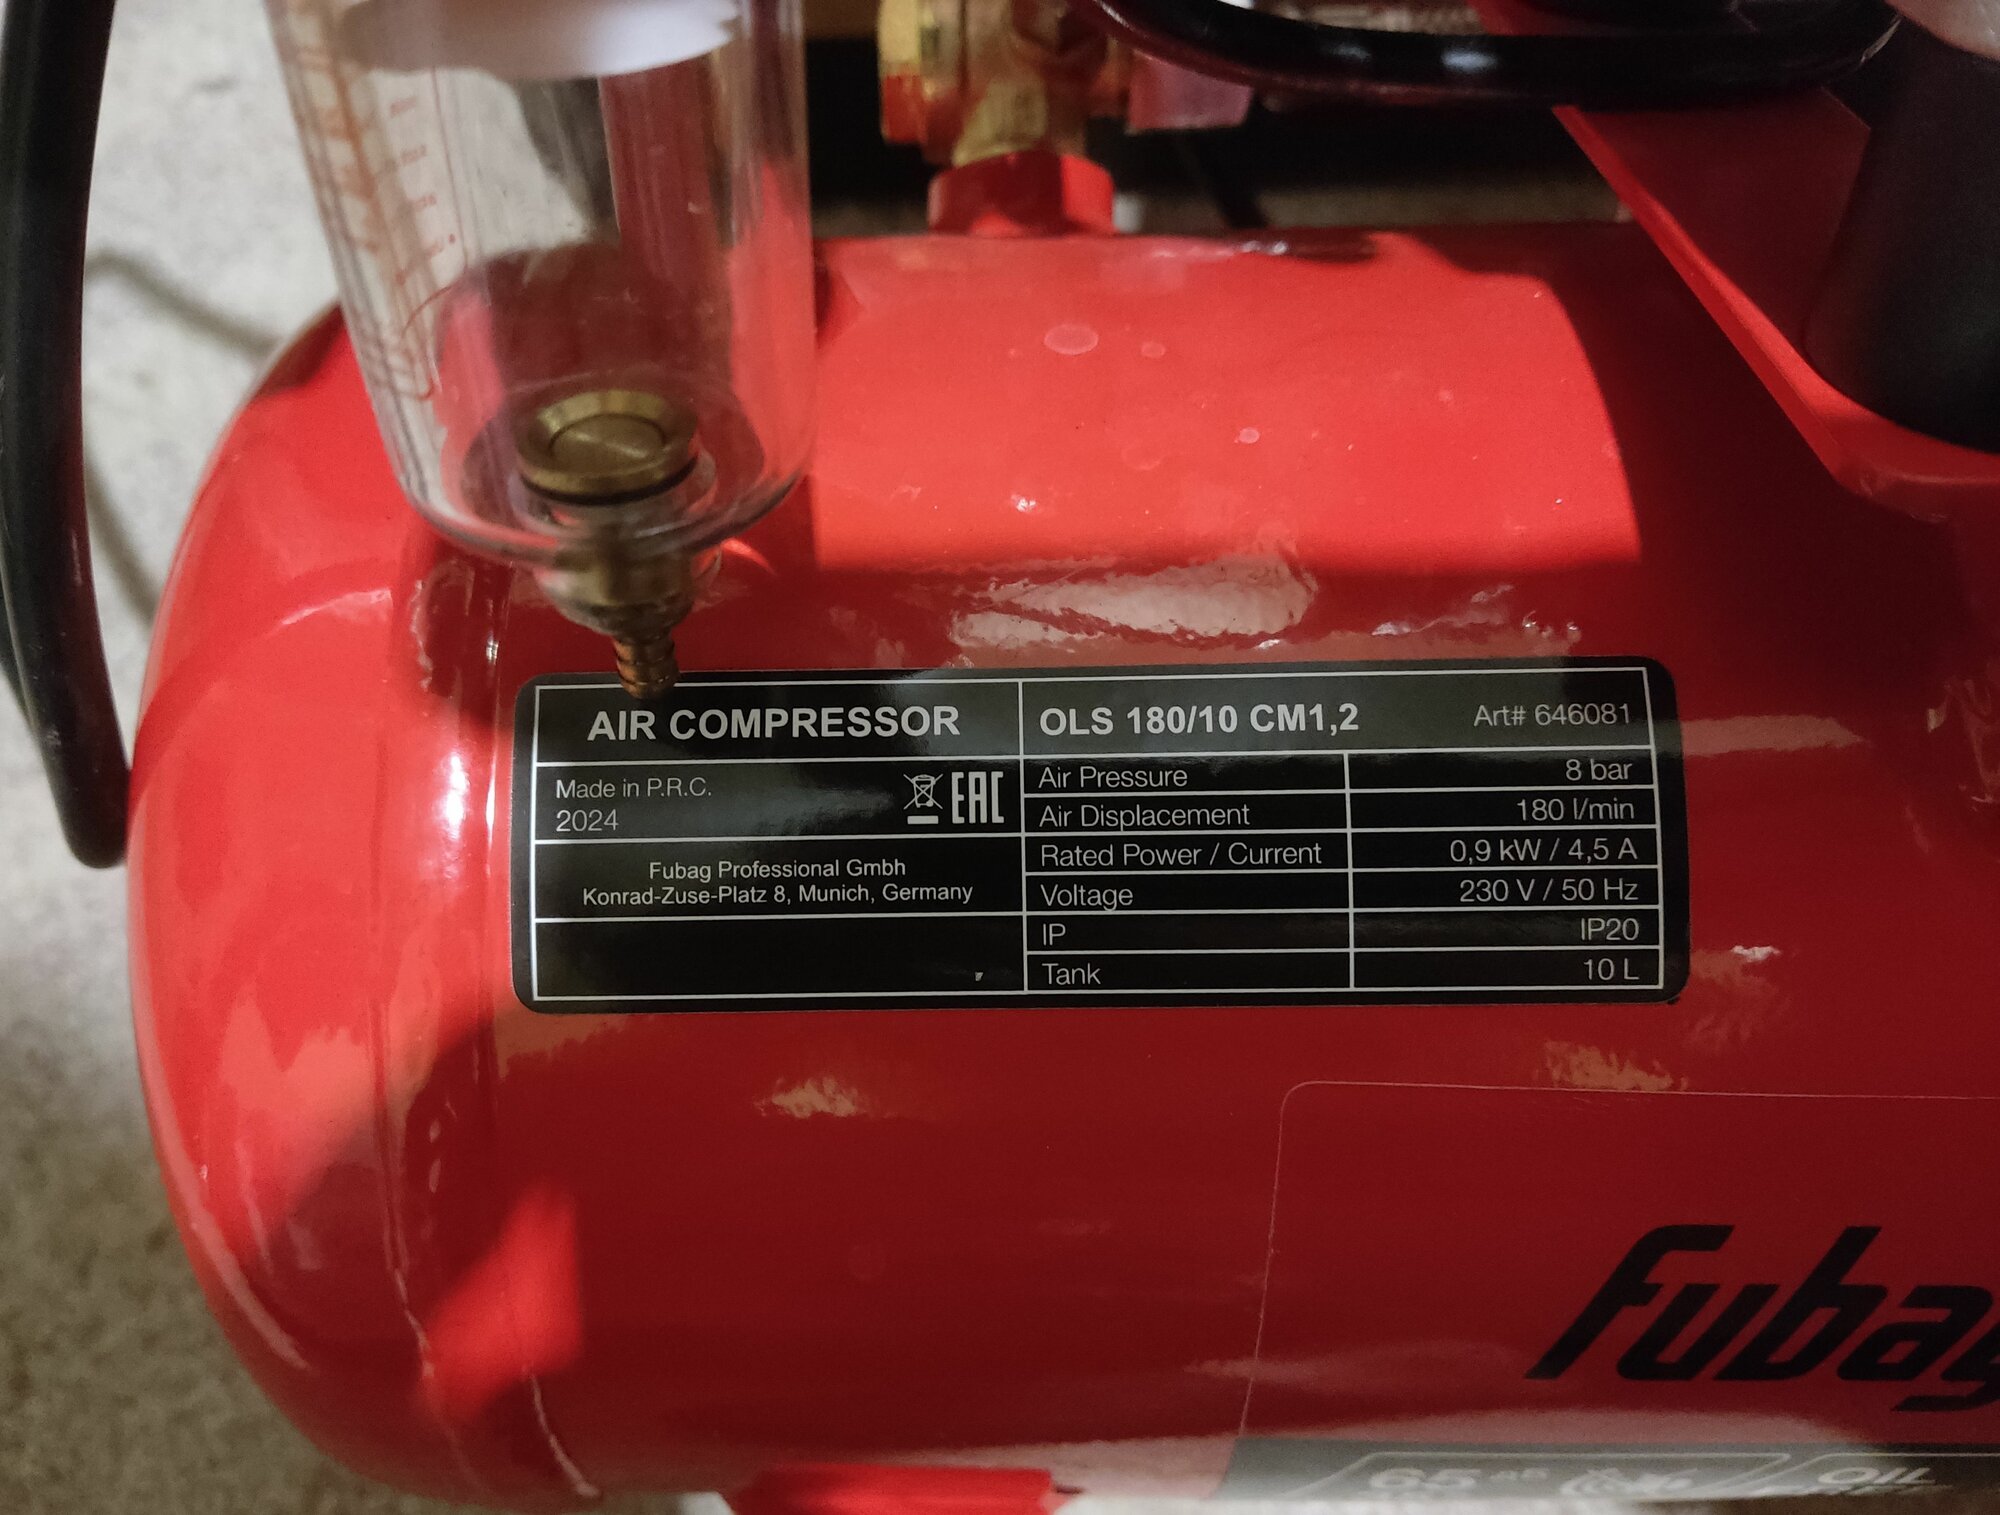 AIR COMPRESSOR
Made in P.R.C.
2024
EAC
Fubag Professional Gmbh
Konrad-Zuse-Platz 8, Munich, Germany
OLS 180/10 CM1,2 Art# 646081
Air Pressure 8 bar
Air Displacement 180 l/min
Rated Power / Current 0,9 kW / 4,5 A
Voltage 230 V / 50 Hz
IP IP20
Tank 10 L
Fubag
65 OIL